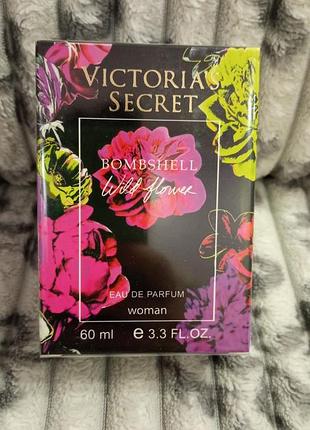 VICTORIA'S
SECRET
BOMBSHELL
Wild flower
EAU DE PARFUM
woman
60 ml e 3.3 FL.OZ.